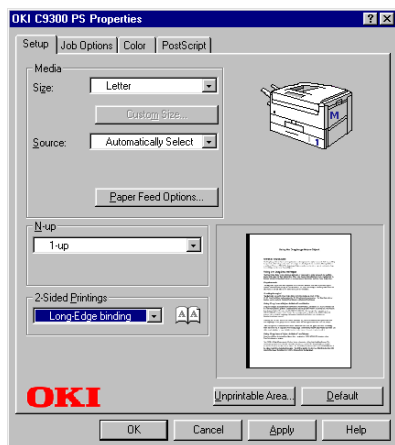 OKI C9300 PS Properties
Setup Job Options Color PostScript
Media
Size: Letter
Custom Size...
Source: Automatically Select
Paper Feed Options...
M
1
N-up
1-up
2-Sided Printings
Long-Edge binding
A A
OKI
Unprintable Area... Default
OK Cancel Apply Help